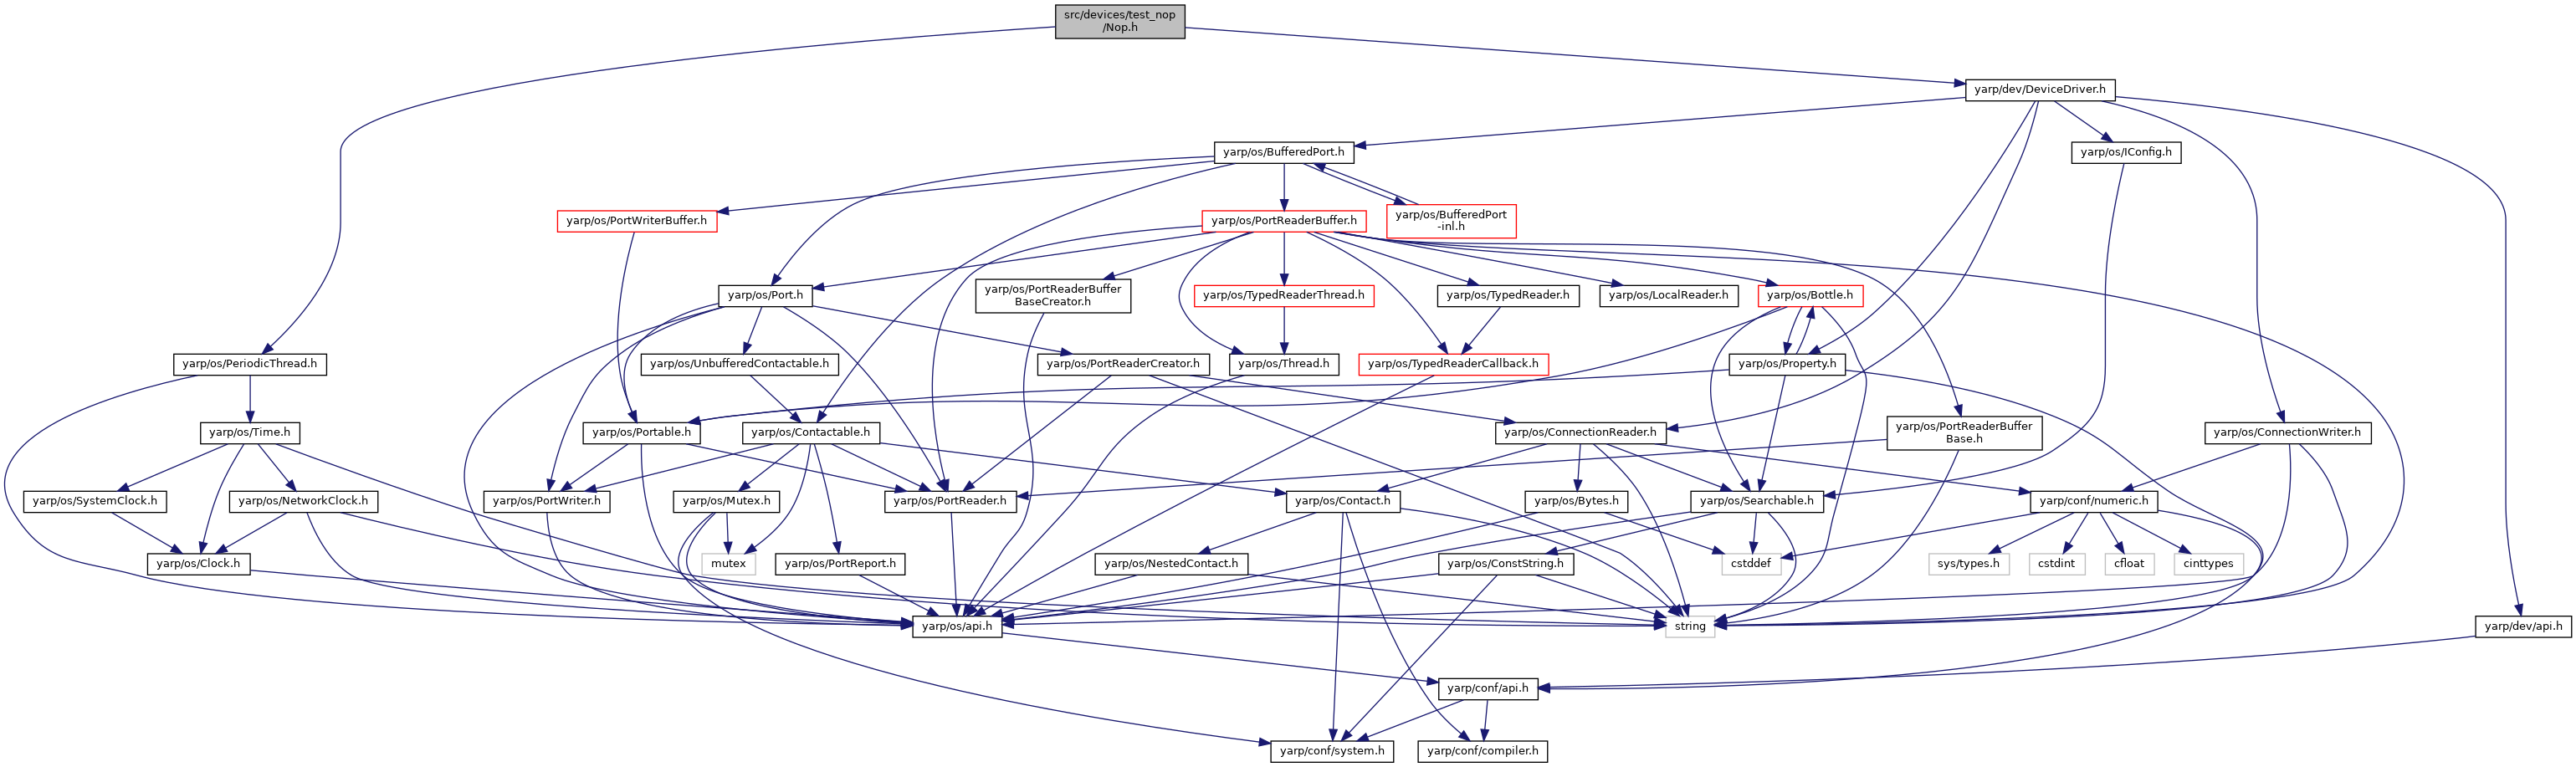 src/devices/test_nop
/Nop.h
yarp/dev/DeviceDriver.h
yarp/os/BufferedPort.h
yarp/os/IConfig.h
yarp/os/PortWriterBuffer.h
yarp/os/PortReaderBuffer.h
yarp/os/BufferedPort
-inl.h
yarp/os/Port.h
yarp/os/PortReaderBuffer
BaseCreator.h
yarp/os/TypedReaderThread.h
yarp/os/TypedReader.h
yarp/os/LocalReader.h
yarp/os/Bottle.h
yarp/os/PeriodicThread.h
yarp/os/UnbufferedContactable.h
yarp/os/PortReaderCreator.h
yarp/os/Thread.h
yarp/os/TypedReaderCallback.h
yarp/os/Property.h
yarp/os/Time.h
yarp/os/Portable.h
yarp/os/Contactable.h
yarp/os/ConnectionReader.h
yarp/os/PortReaderBuffer
Base.h
yarp/os/ConnectionWriter.h
yarp/os/SystemClock.h
yarp/os/NetworkClock.h
yarp/os/PortWriter.h
yarp/os/Mutex.h
yarp/os/PortReader.h
yarp/os/Contact.h
yarp/os/Bytes.h
yarp/os/Searchable.h
yarp/conf/numeric.h
yarp/os/Clock.h
mutex
yarp/os/PortReport.h
yarp/os/NestedContact.h
yarp/os/ConstString.h
cstddef
sys/types.h
cstdint
cfloat
cinttypes
yarp/os/api.h
string
yarp/dev/api.h
yarp/conf/api.h
yarp/conf/system.h
yarp/conf/compiler.h